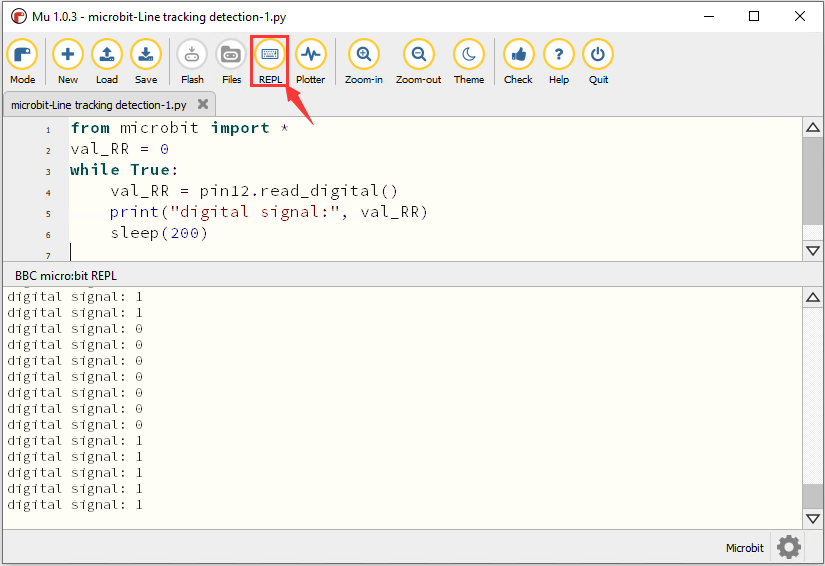 Mu 1.0.3 - microbit-Line tracking detection-1.py
Mode New Load Save Flash Files REPL Plotter Zoom-in Zoom-out Theme Check Help Quit
microbit-Line tracking detection-1.py
1 from microbit import *
2 val_RR = 0
3 while True:
4 val_RR = pin12.read_digital()
5 print("digital signal:", val_RR)
6 sleep(200)
7
BBC micro:bit REPL
digital signal: 1
digital signal: 1
digital signal: 0
digital signal: 0
digital signal: 0
digital signal: 0
digital signal: 0
digital signal: 0
digital signal: 0
digital signal: 1
digital signal: 1
digital signal: 1
digital signal: 1
digital signal: 1
Microbit